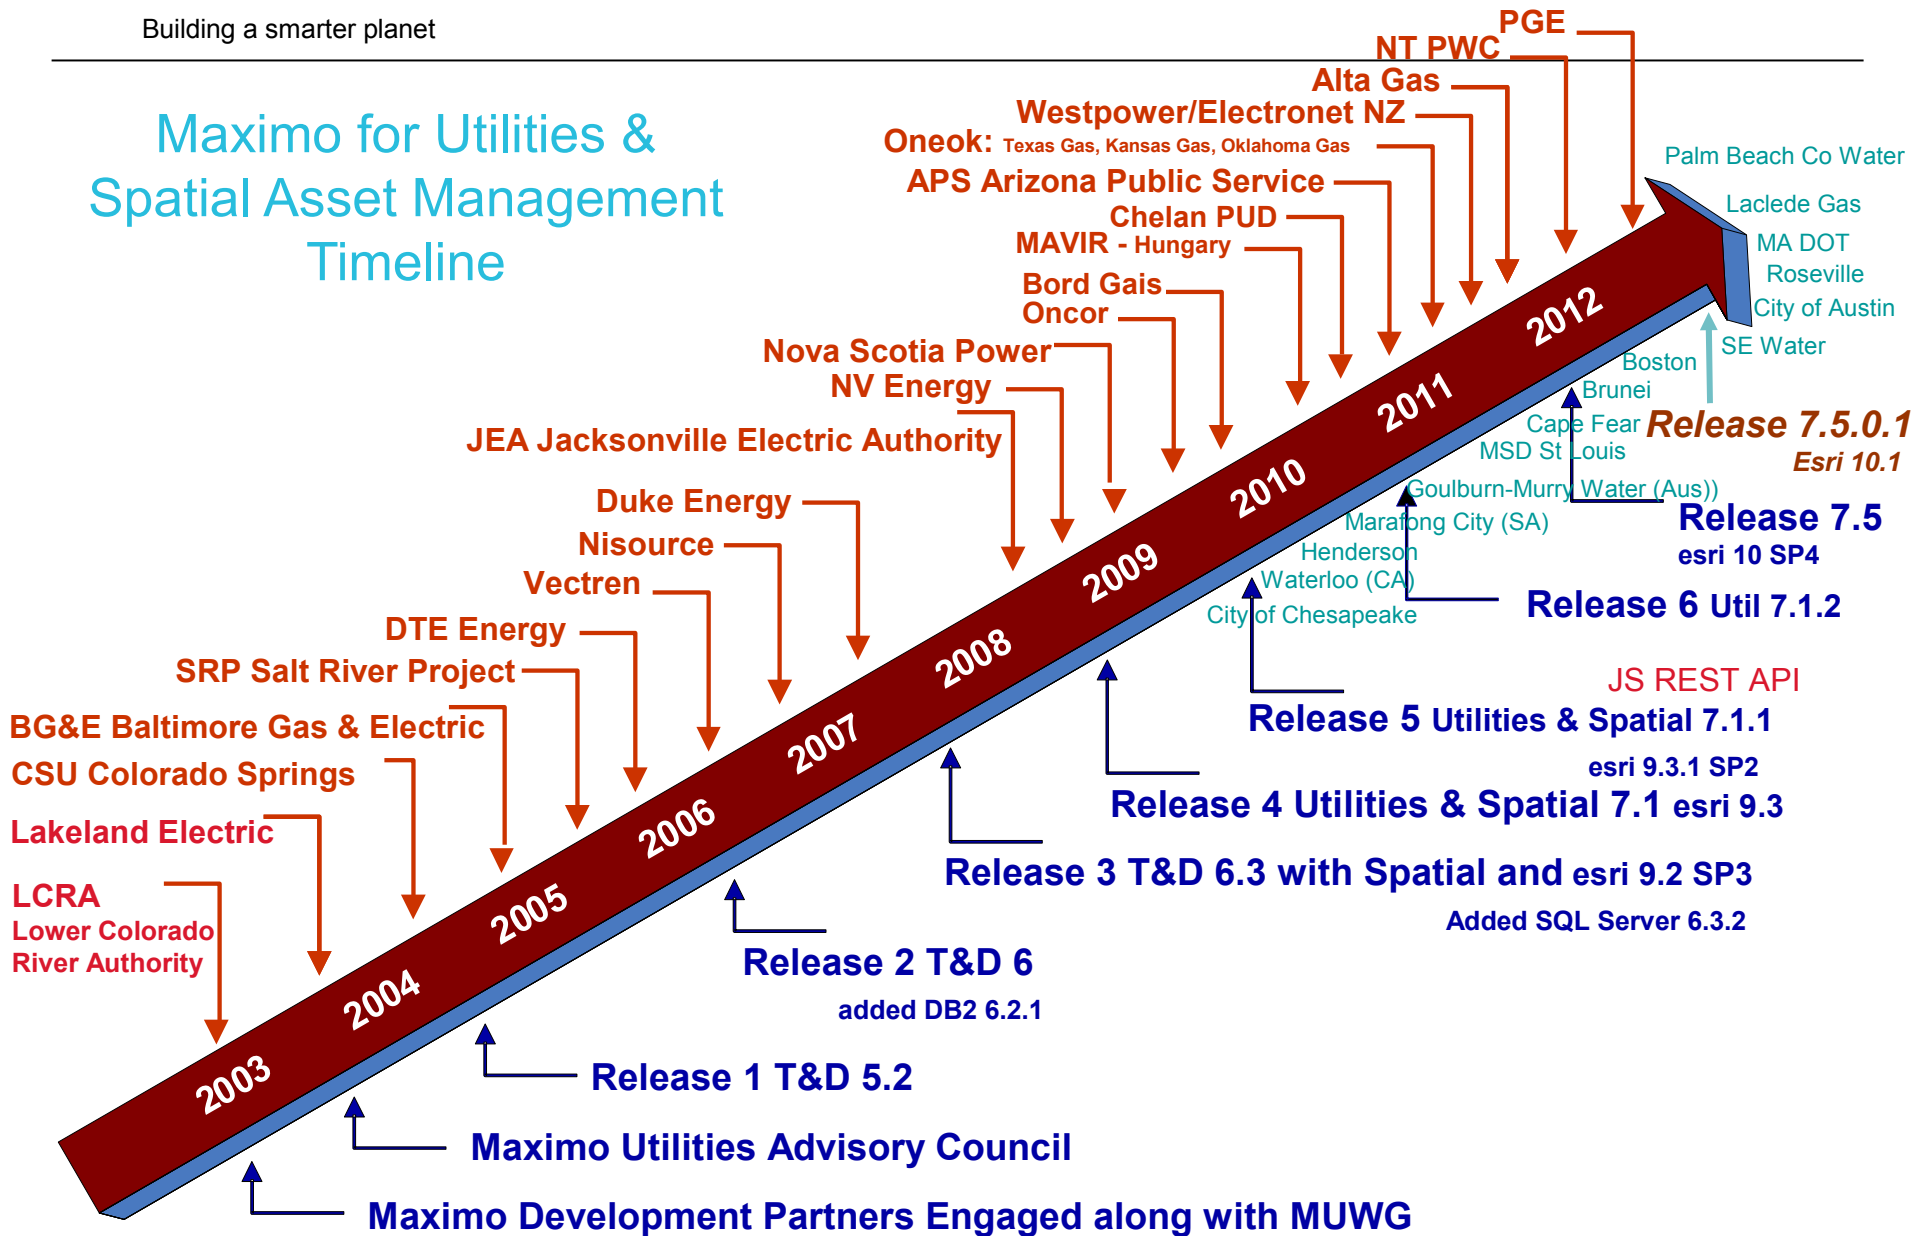 Building a smarter planet
Maximo for Utilities &
Spatial Asset Management
Timeline
PGE
NT PWC
Alta Gas
Westpower/Electronet NZ
Oneok: Texas Gas, Kansas Gas, Oklahoma Gas
APS Arizona Public Service
Chelan PUD
MAVIR - Hungary
Bord Gais
Oncor
Nova Scotia Power
NV Energy
JEA Jacksonville Electric Authority
Duke Energy
Nisource
Vectren
DTE Energy
SRP Salt River Project
BG&E Baltimore Gas & Electric
CSU Colorado Springs
Lakeland Electric
LCRA
Lower Colorado
River Authority
2003
2004
2005
2006
2007
2008
2009
2010
2011
2012
Palm Beach Co Water
Laclede Gas
MA DOT
Roseville
City of Austin
SE Water
Boston
Brunei
Cape Fear
MSD St Louis
Goulburn-Murry Water (Aus))
Marafong City (SA)
Henderson
Waterloo (CA)
City of Chesapeake
Release 7.5.0.1
Esri 10.1
Release 7.5
esri 10 SP4
Release 6 Util 7.1.2
JS REST API
Release 5 Utilities & Spatial 7.1.1
esri 9.3.1 SP2
Release 4 Utilities & Spatial 7.1 esri 9.3
Release 3 T&D 6.3 with Spatial and esri 9.2 SP3
Added SQL Server 6.3.2
Release 2 T&D 6
added DB2 6.2.1
Release 1 T&D 5.2
Maximo Utilities Advisory Council
Maximo Development Partners Engaged along with MUWG